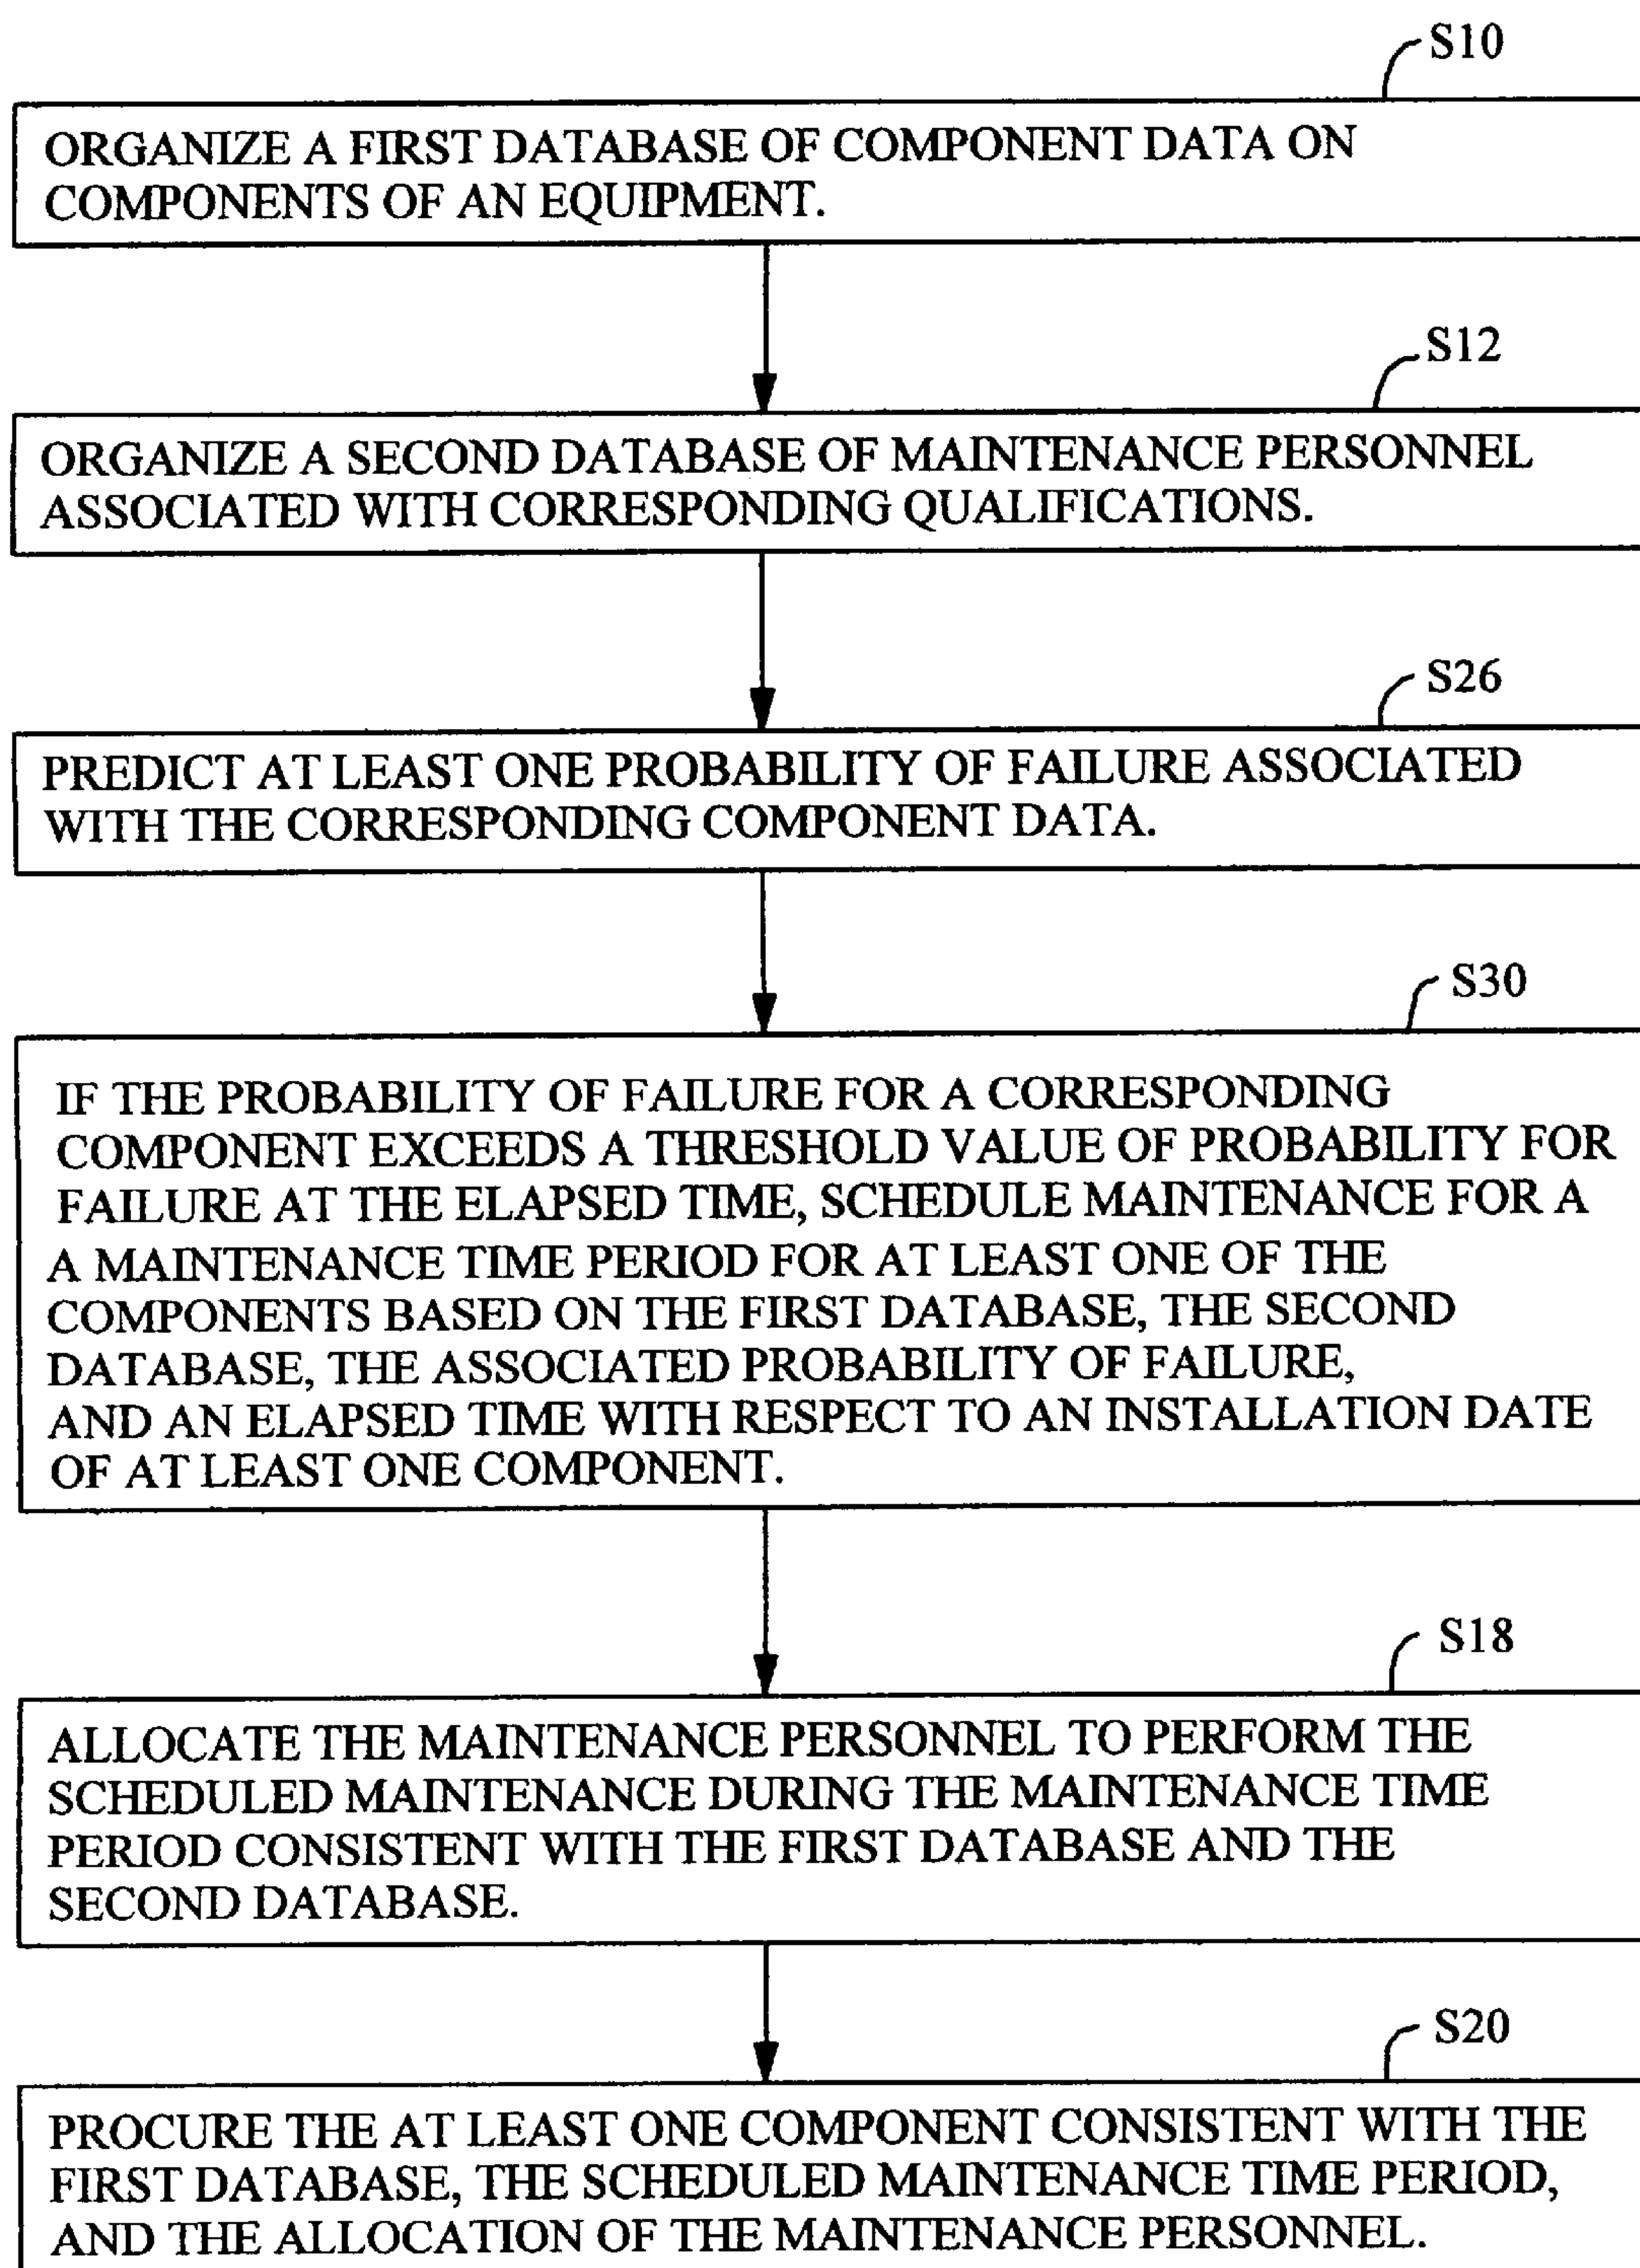 S10
ORGANIZE A FIRST DATABASE OF COMPONENT DATA ON
COMPONENTS OF AN EQUIPMENT.
S12
ORGANIZE A SECOND DATABASE OF MAINTENANCE PERSONNEL
ASSOCIATED WITH CORRESPONDING QUALIFICATIONS.
S26
PREDICT AT LEAST ONE PROBABILITY OF FAILURE ASSOCIATED
WITH THE CORRESPONDING COMPONENT DATA.
S30
IF THE PROBABILITY OF FAILURE FOR A CORRESPONDING
COMPONENT EXCEEDS A THRESHOLD VALUE OF PROBABILITY FOR
FAILURE AT THE ELAPSED TIME, SCHEDULE MAINTENANCE FOR A
A MAINTENANCE TIME PERIOD FOR AT LEAST ONE OF THE
COMPONENTS BASED ON THE FIRST DATABASE, THE SECOND
DATABASE, THE ASSOCIATED PROBABILITY OF FAILURE,
AND AN ELAPSED TIME WITH RESPECT TO AN INSTALLATION DATE
OF AT LEAST ONE COMPONENT.
S18
ALLOCATE THE MAINTENANCE PERSONNEL TO PERFORM THE
SCHEDULED MAINTENANCE DURING THE MAINTENANCE TIME
PERIOD CONSISTENT WITH THE FIRST DATABASE AND THE
SECOND DATABASE.
S20
PROCURE THE AT LEAST ONE COMPONENT CONSISTENT WITH THE
FIRST DATABASE, THE SCHEDULED MAINTENANCE TIME PERIOD,
AND THE ALLOCATION OF THE MAINTENANCE PERSONNEL.